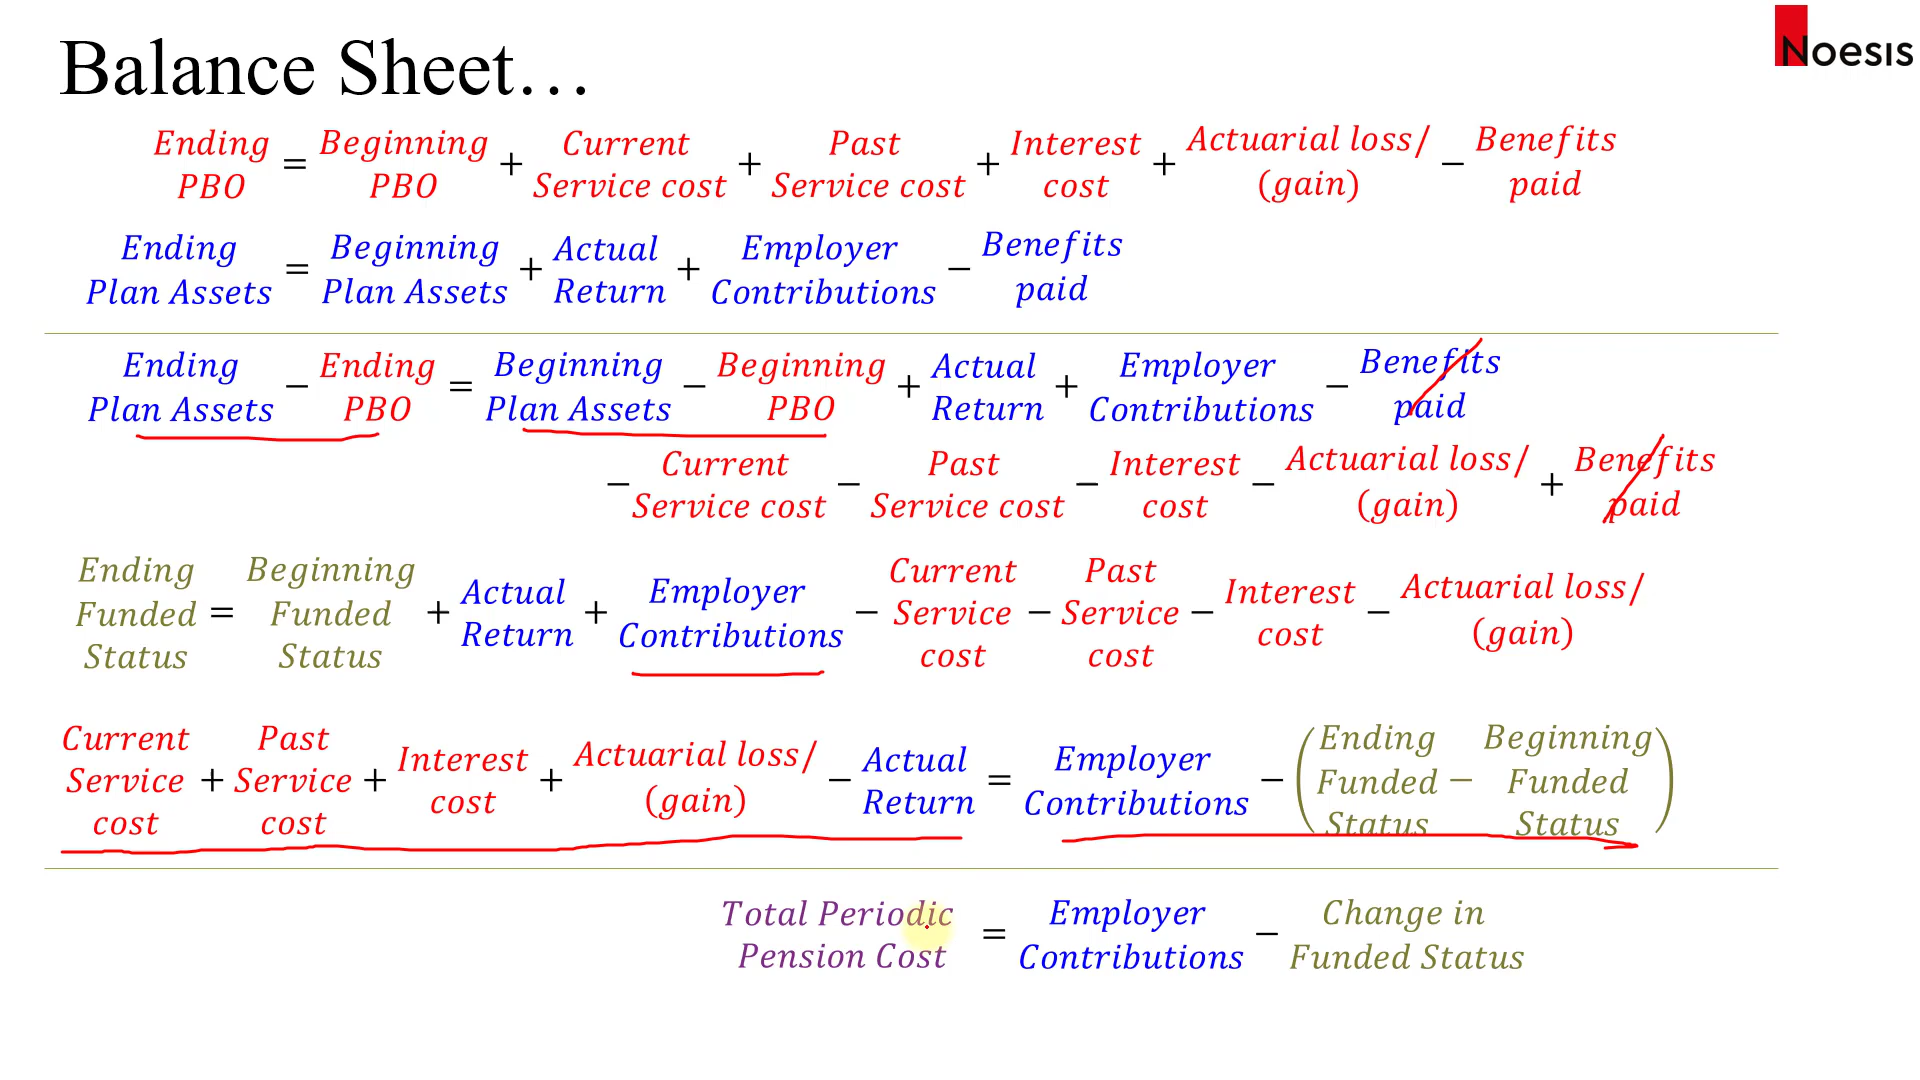 Balance Sheet…
Noesis
Ending PBO = Beginning PBO + Current Service cost + Past Service cost + Interest cost + Actuarial loss/(gain) − Benefits paid
Ending Plan Assets = Beginning Plan Assets + Actual Return + Employer Contributions − Benefits paid
Ending Plan Assets − Ending PBO = Beginning Plan Assets − Beginning PBO + Actual Return + Employer Contributions − Benefits paid
− Current Service cost − Past Service cost − Interest cost − Actuarial loss/(gain) + Benefits paid
Ending Funded Status = Beginning Funded Status + Actual Return + Employer Contributions − Current Service cost − Past Service cost − Interest cost − Actuarial loss/(gain)
Current Service cost + Past Service cost + Interest cost + Actuarial loss/(gain) − Actual Return = Employer Contributions − (Ending Funded Status − Beginning Funded Status)
Total Periodic Pension Cost = Employer Contributions − Change in Funded Status